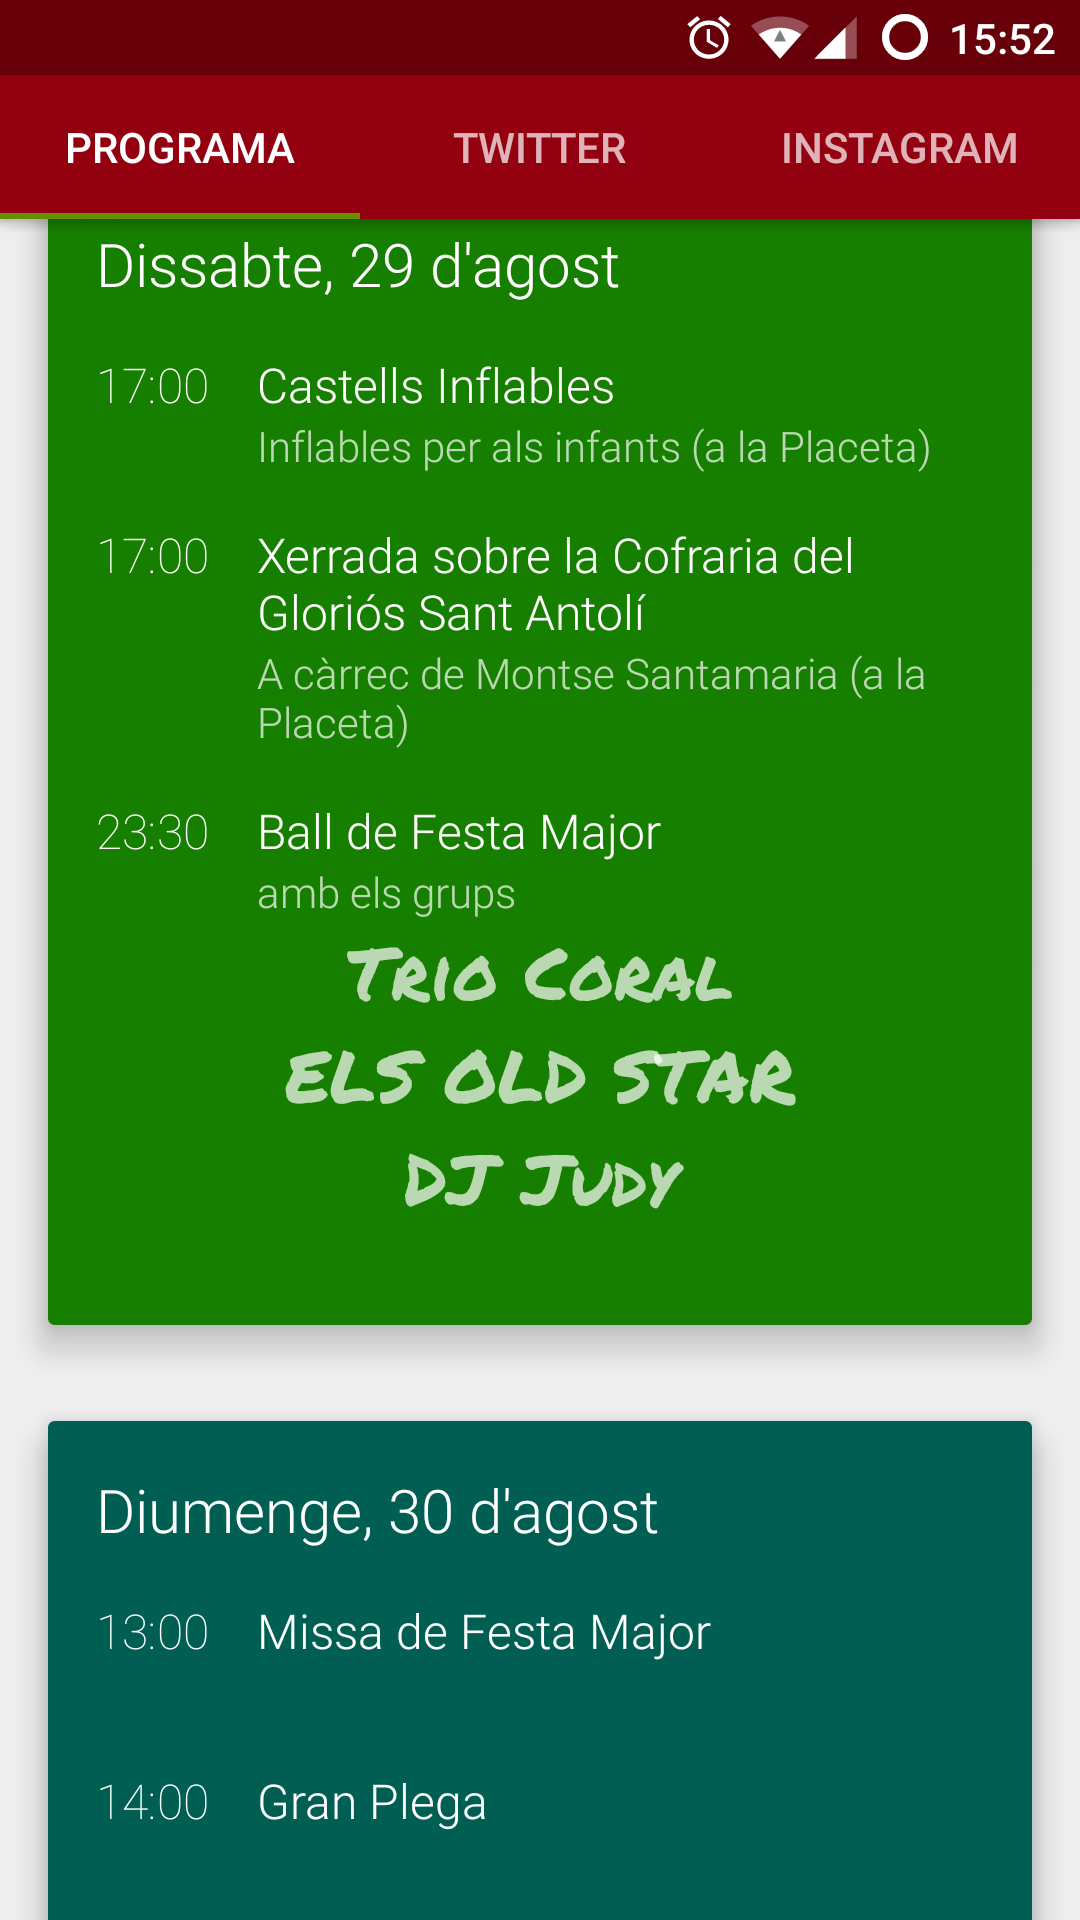 15:52
PROGRAMA TWITTER INSTAGRAM
Dissabte, 29 d'agost
17:00 Castells Inflables
Inflables per als infants (a la Placeta)
17:00 Xerrada sobre la Cofraria del
Gloriós Sant Antolí
A càrrec de Montse Santamaria (a la
Placeta)
23:30 Ball de Festa Major
amb els grups
Trio Coral
ELS OLD STAR
DJ Judy
Diumenge, 30 d'agost
13:00 Missa de Festa Major
14:00 Gran Plega